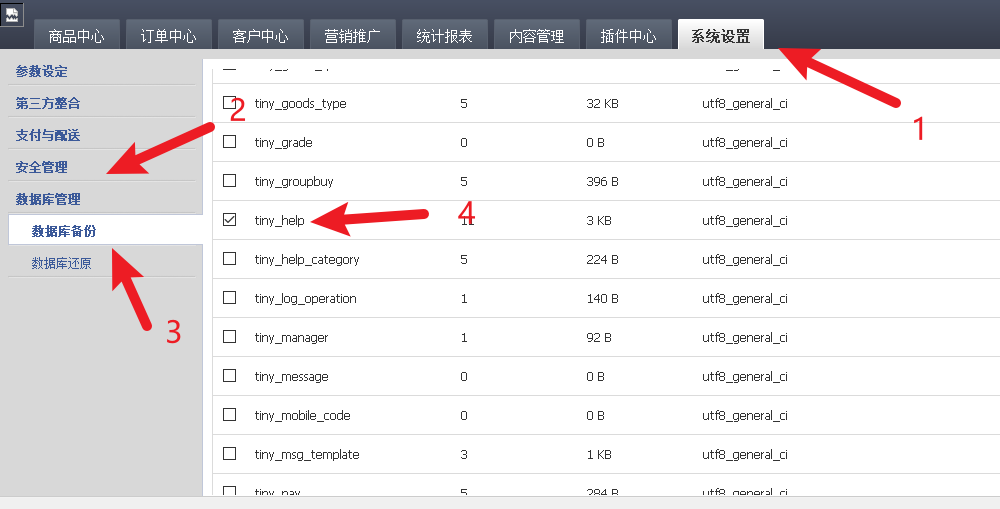 商品中心 订单中心 客户中心 营销推广 统计报表 内容管理 插件中心 系统设置
1
参数设定
第三方整合
2
支付与配送
安全管理
数据库管理
数据库备份
数据库还原
3
tiny_goods_type 5 32 KB utf8_general_ci
tiny_grade 0 0 B utf8_general_ci
tiny_groupbuy 5 396 B utf8_general_ci
tiny_help 3 KB utf8_general_ci
4
tiny_help_category 5 224 B utf8_general_ci
tiny_log_operation 1 140 B utf8_general_ci
tiny_manager 1 92 B utf8_general_ci
tiny_message 0 0 B utf8_general_ci
tiny_mobile_code 0 0 B utf8_general_ci
tiny_msg_template 3 1 KB utf8_general_ci
tiny_nav 5 284 B utf8_general_ci